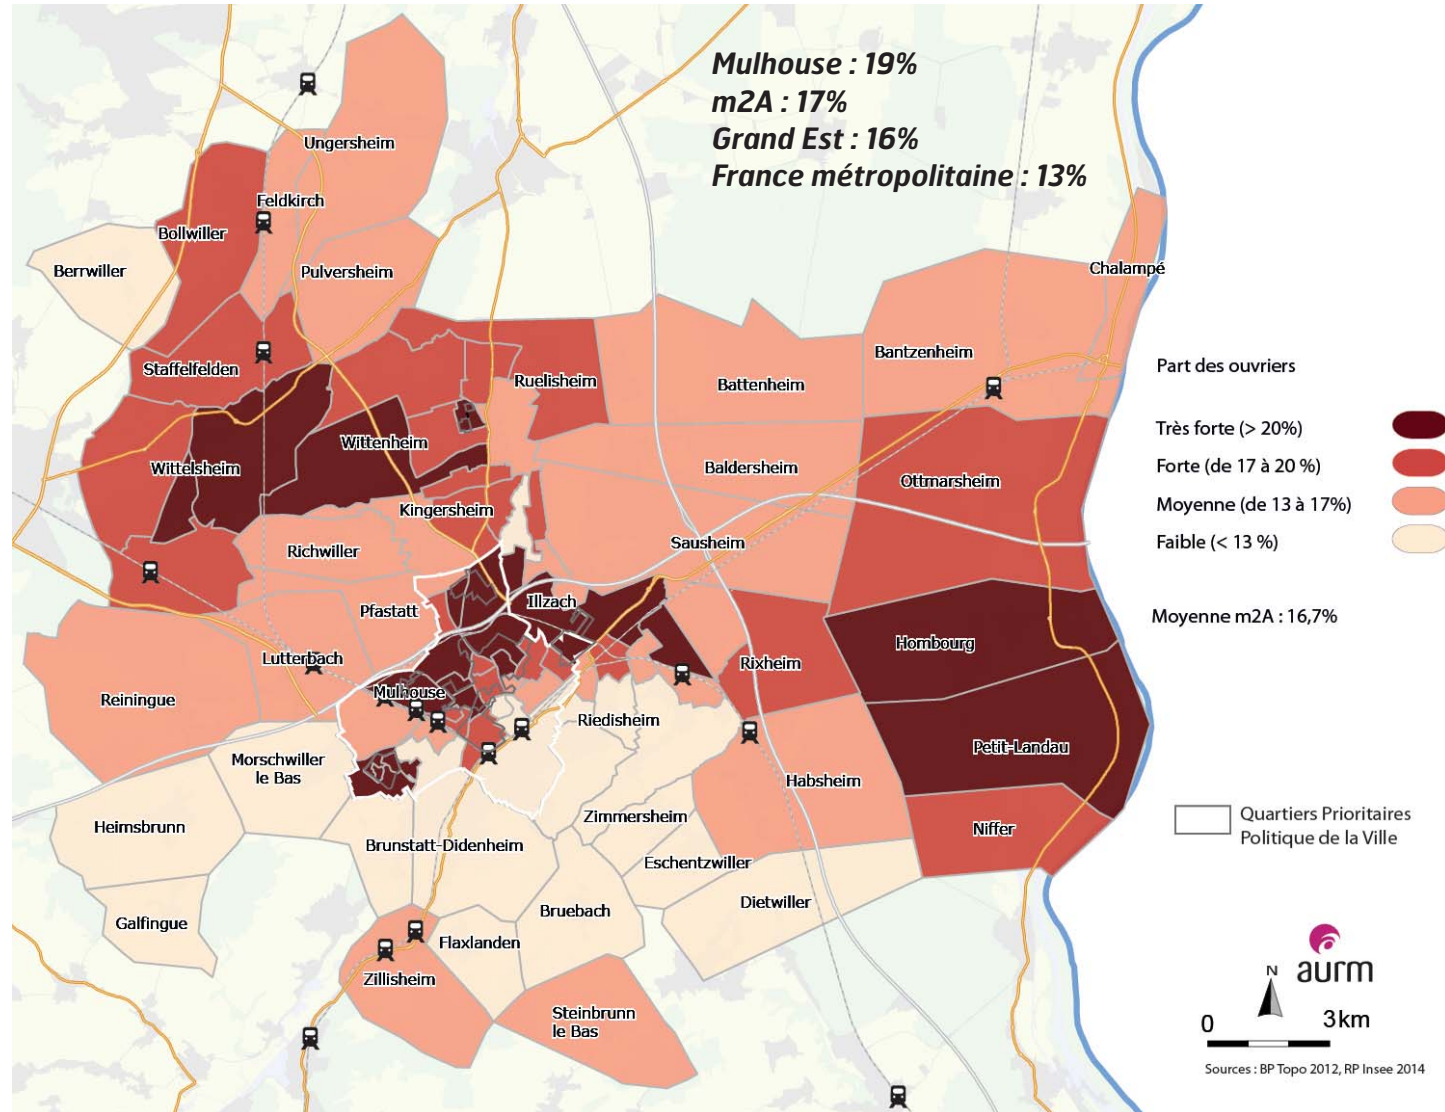 Mulhouse : 19%
m2A : 17%
Grand Est : 16%
France métropolitaine : 13%
Ungersheim
Feldkirch
Bollwiller
Berrwiller
Pulversheim
Chalampé
Staffelfelden
Ruelisheim
Battenheim
Bantzenheim
Wittenheim
Wittelsheim
Baldersheim
Ottmarsheim
Kingersheim
Richwiller
Sausheim
Pfastatt
Illzach
Hombourg
Lutterbach
Rixheim
Reiningue
Mulhouse
Riedisheim
Petit-Landau
Morschwiller
le Bas
Habsheim
Heimsbrunn
Zimmersheim
Niffer
Brunstatt-Didenheim
Eschentzwiller
Dietwiller
Galfingue
Bruebach
Flaxlanden
Zillisheim
Steinbrunn
le Bas
Part des ouvriers
Très forte (> 20%)
Forte (de 17 à 20 %)
Moyenne (de 13 à 17%)
Faible (< 13 %)
Moyenne m2A : 16,7%
Quartiers Prioritaires
Politique de la Ville
aurm
N
0 3km
Sources : BP Topo 2012, RP Insee 2014